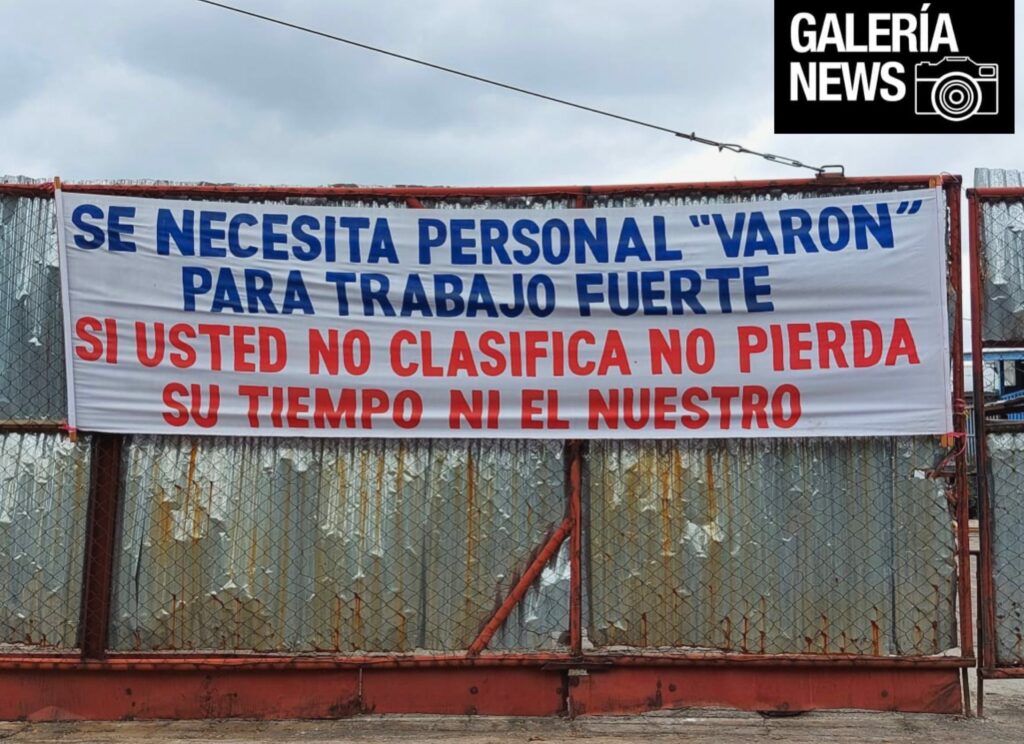 GALERÍA
NEWS
SE NECESITA PERSONAL "VARON"
PARA TRABAJO FUERTE
SI USTED NO CLASIFICA NO PIERDA
SU TIEMPO NI EL NUESTRO